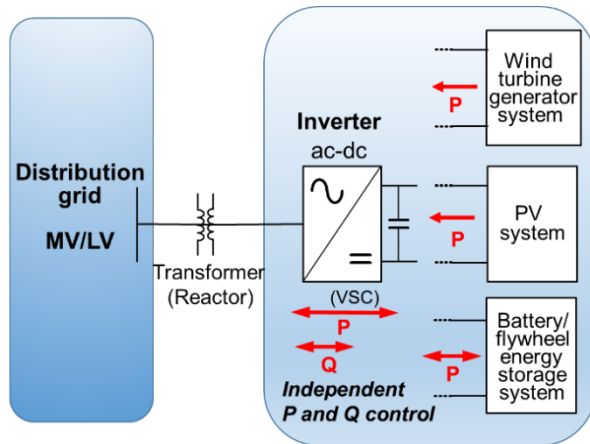 Distribution
grid
MV/LV
Transformer
(Reactor)
Inverter
ac-dc
(VSC)
P
Q
Independent
P and Q control
P
Wind
turbine
generator
system
P
PV
system
P
Battery/
flywheel
energy
storage
system